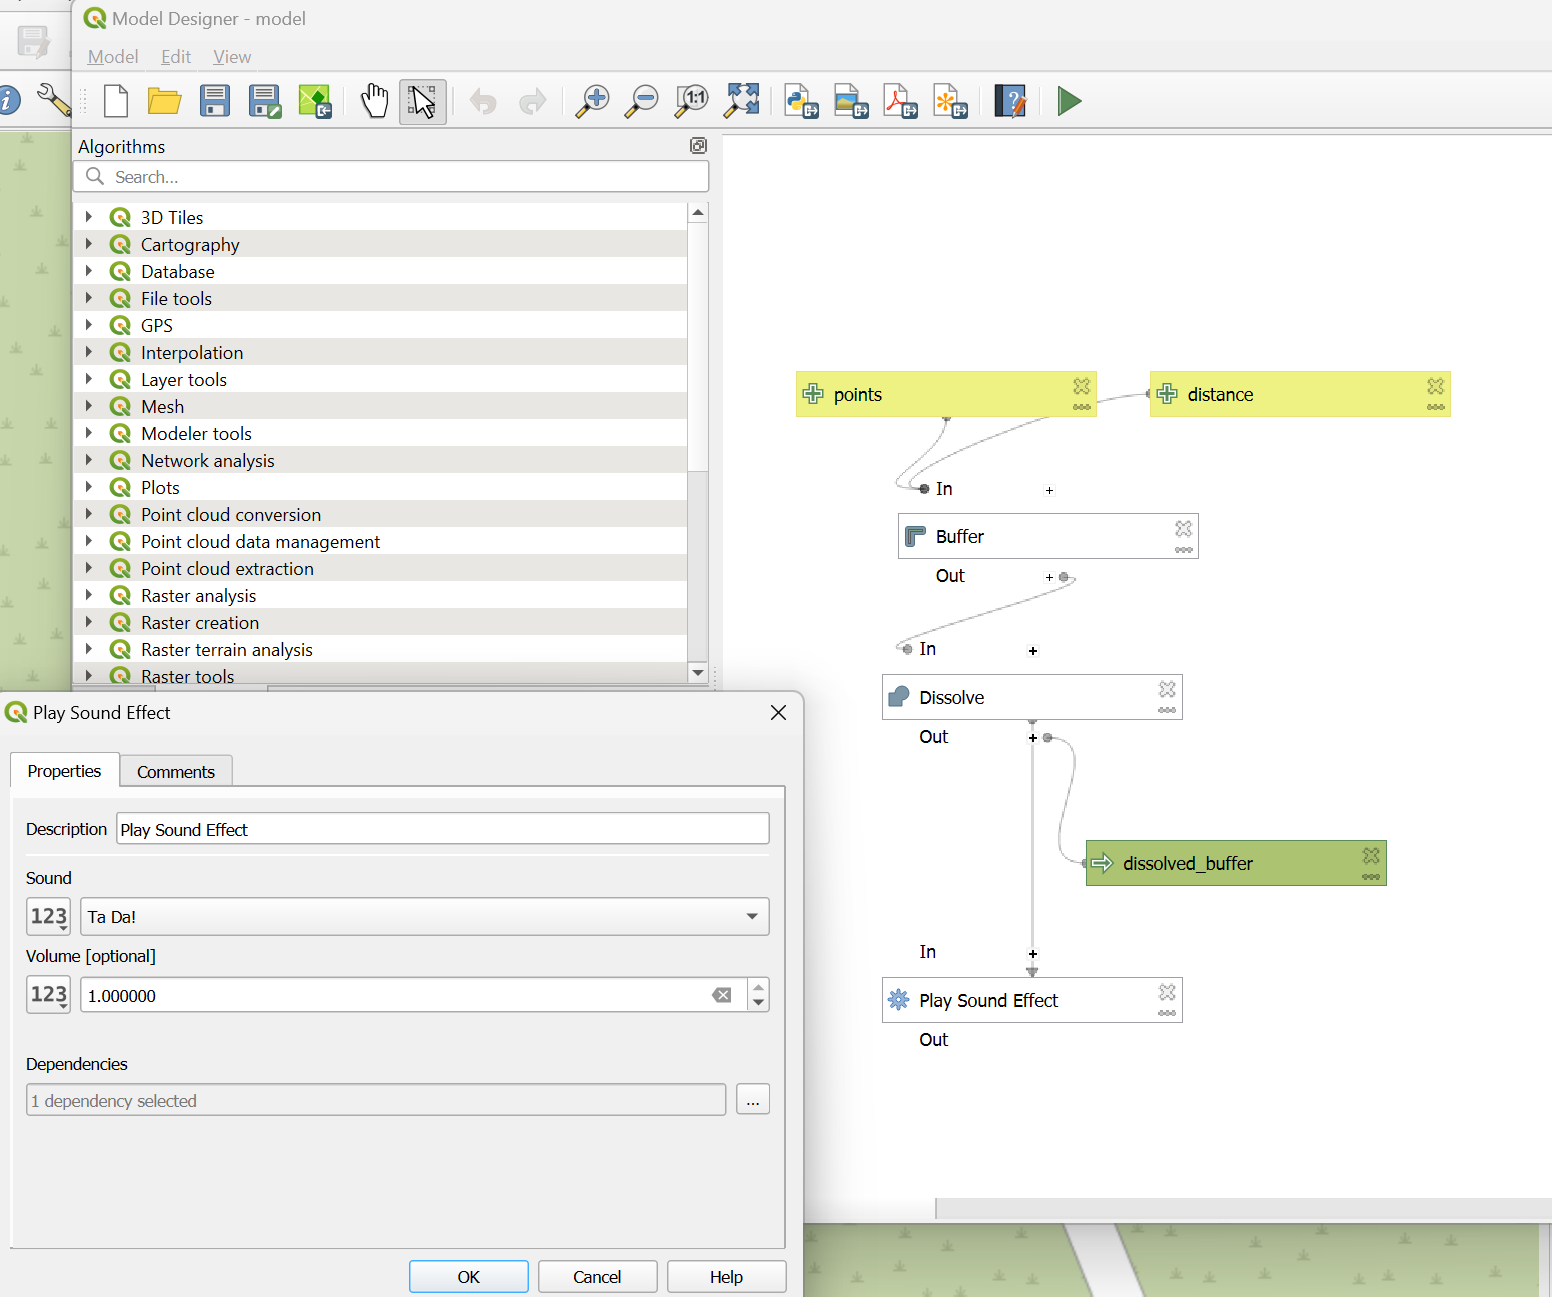 Model Designer - model
Model Edit View
1:1
Algorithms
Search...
3D Tiles
Cartography
Database
File tools
GPS
Interpolation
Layer tools
Mesh
Modeler tools
Network analysis
Plots
Point cloud conversion
Point cloud data management
Point cloud extraction
Raster analysis
Raster creation
Raster terrain analysis
Raster tools
points
distance
In
Buffer
Out
In
Dissolve
Out
dissolved_buffer
In
Play Sound Effect
Out
Play Sound Effect
Properties Comments
Description Play Sound Effect
Sound
123 Ta Da!
Volume [optional]
123 1.000000
Dependencies
1 dependency selected ...
OK Cancel Help